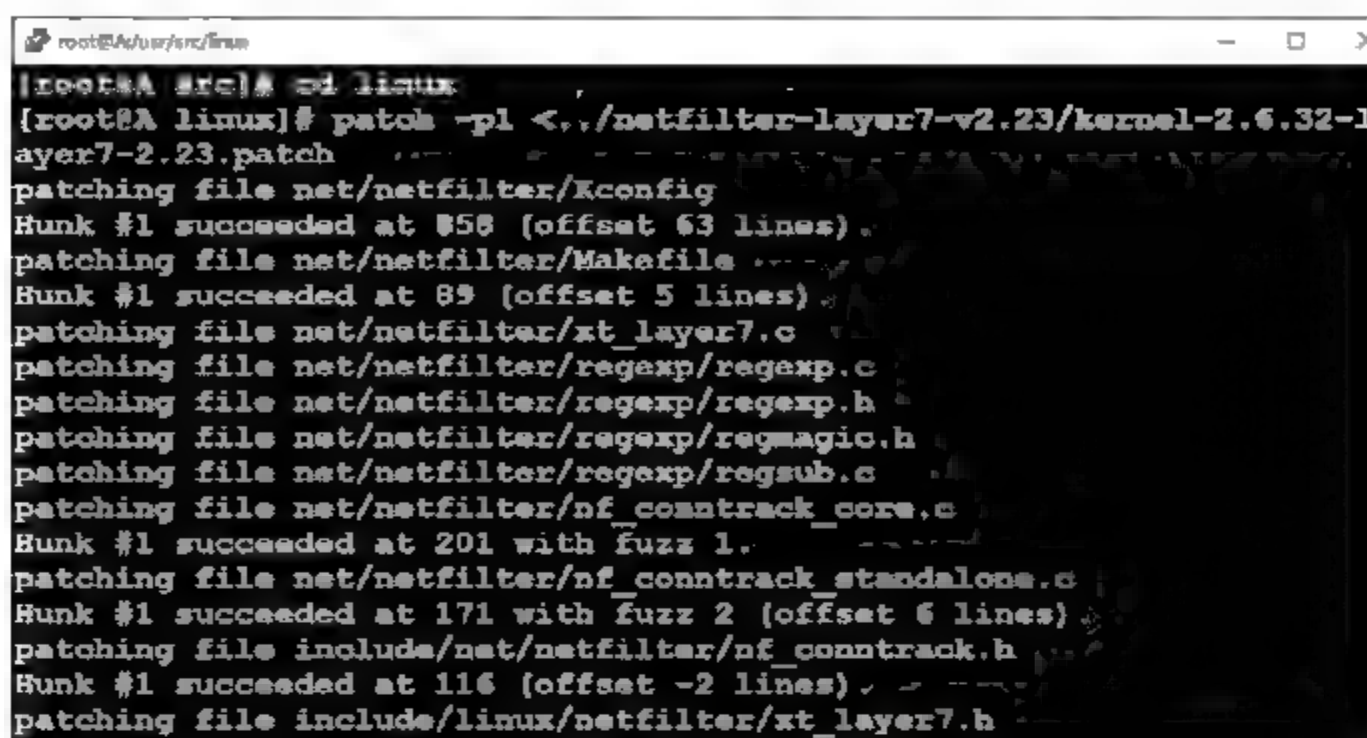 root@A:/usr/src/linux
[root@A src]# cd linux
[root@A linux]# patch -p1 <../netfilter-layer7-v2.23/kernel-2.6.32-l
ayer7-2.23.patch
patching file net/netfilter/Kconfig
Hunk #1 succeeded at 858 (offset 63 lines).
patching file net/netfilter/Makefile
Hunk #1 succeeded at 89 (offset 5 lines).
patching file net/netfilter/xt_layer7.c
patching file net/netfilter/regexp/regexp.c
patching file net/netfilter/regexp/regexp.h
patching file net/netfilter/regexp/regmagic.h
patching file net/netfilter/regexp/regsub.c
patching file net/netfilter/nf_conntrack_core.c
Hunk #1 succeeded at 201 with fuzz 1.
patching file net/netfilter/nf_conntrack_standalone.c
Hunk #1 succeeded at 171 with fuzz 2 (offset 6 lines).
patching file include/net/netfilter/nf_conntrack.h
Hunk #1 succeeded at 116 (offset -2 lines).
patching file include/linux/netfilter/xt_layer7.h